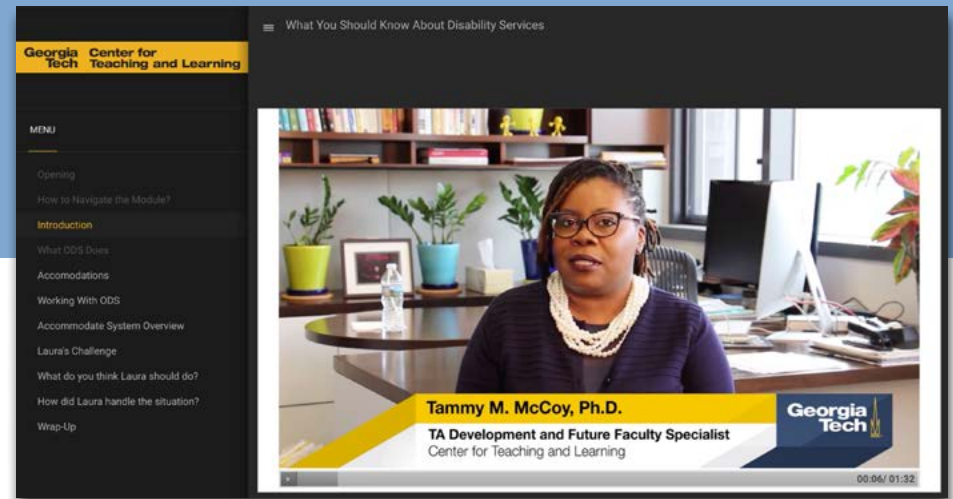 What You Should Know About Disability Services
Georgia Center for
Tech Teaching and Learning
MENU
Opening
How to Navigate the Module?
Introduction
What ODS Does
Accomodations
Working With ODS
Accommodate System Overview
Laura's Challenge
What do you think Laura should do?
How did Laura handle the situation?
Wrap-Up
Tammy M. McCoy, Ph.D.
TA Development and Future Faculty Specialist
Center for Teaching and Learning
Georgia
Tech
00:06/ 01:32